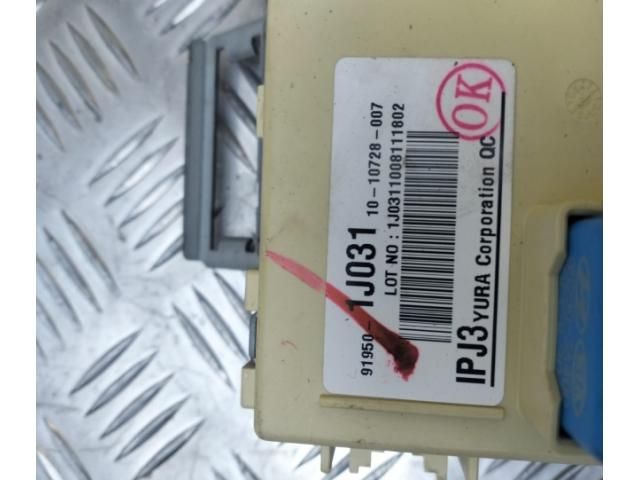 91950-1J031
10-10728-007
LOT NO : 1J0311008111802
IPJ3 YURA Corporation QC
OK